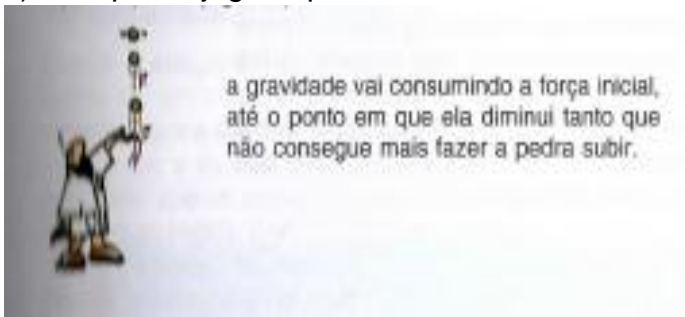 a gravidade vai consumindo a força inicial,
até o ponto em que ela diminui tanto que
não consegue mais fazer a pedra subir.